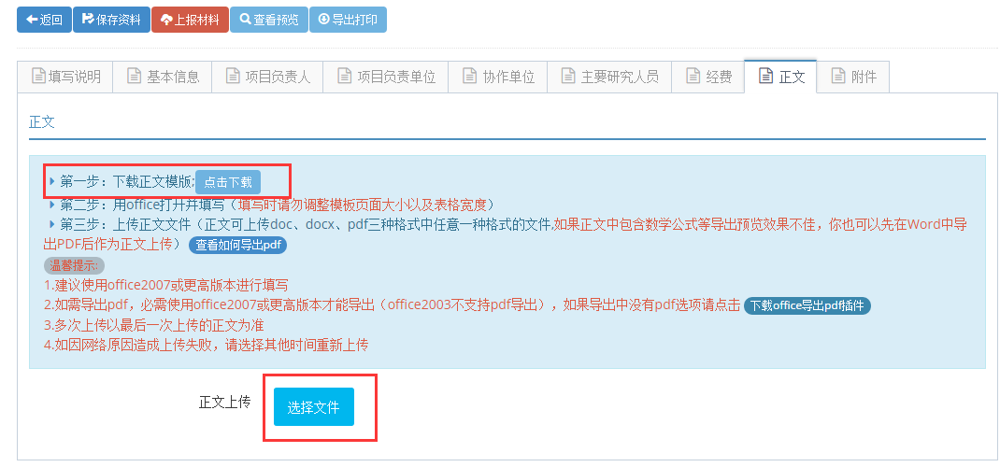 返回 保存资料 上报材料 查看预览 导出打印
填写说明 基本信息 项目负责人 项目负责单位 协作单位 主要研究人员 经费 正文 附件
正文
第一步：下载正文模版; 点击下载
第二步：用office打开并填写（填写时请勿调整模板页面大小以及表格宽度）
第三步：上传正文文件（正文可上传doc、docx、pdf三种格式中任意一种格式的文件,如果正文中包含数学公式等导出预览效果不佳，你也可以先在Word中导
出PDF后作为正文上传） 查看如何导出pdf
温馨提示:
1.建议使用office2007或更高版本进行填写
2.如需导出pdf，必需使用office2007或更高版本才能导出（office2003不支持pdf导出），如果导出中没有pdf选项请点击 下载office导出pdf插件
3.多次上传以最后一次上传的正文为准
4.如因网络原因造成上传失败，请选择其他时间重新上传
正文上传 选择文件